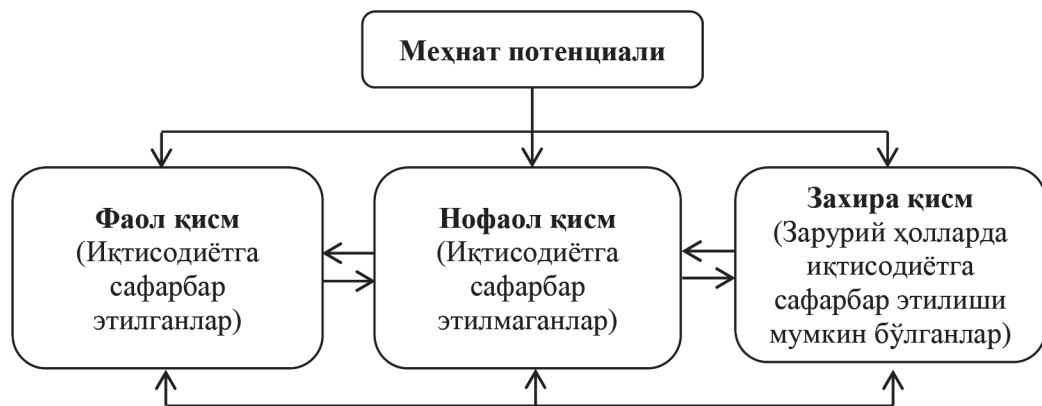 Меҳнат потенциали
Фаол қисм
(Иқтисодиётга
сафарбар
этилганлар)
Нофаол қисм
(Иқтисодиётга
сафарбар
этилмаганлар)
Захира қисм
(Зарурий ҳолларда
иқтисодиётга
сафарбар этилиши
мумкин бўлганлар)